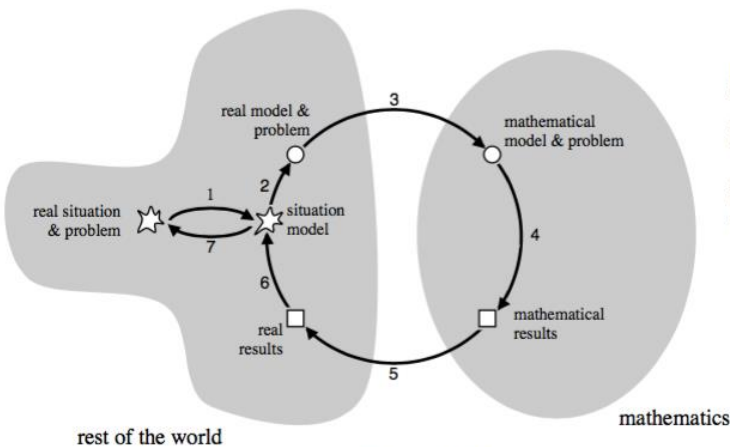 real model &
problem
3
mathematical
model & problem
2
1
real situation
& problem
situation
model
7
4
6
real
results
mathematical
results
5
mathematics
rest of the world